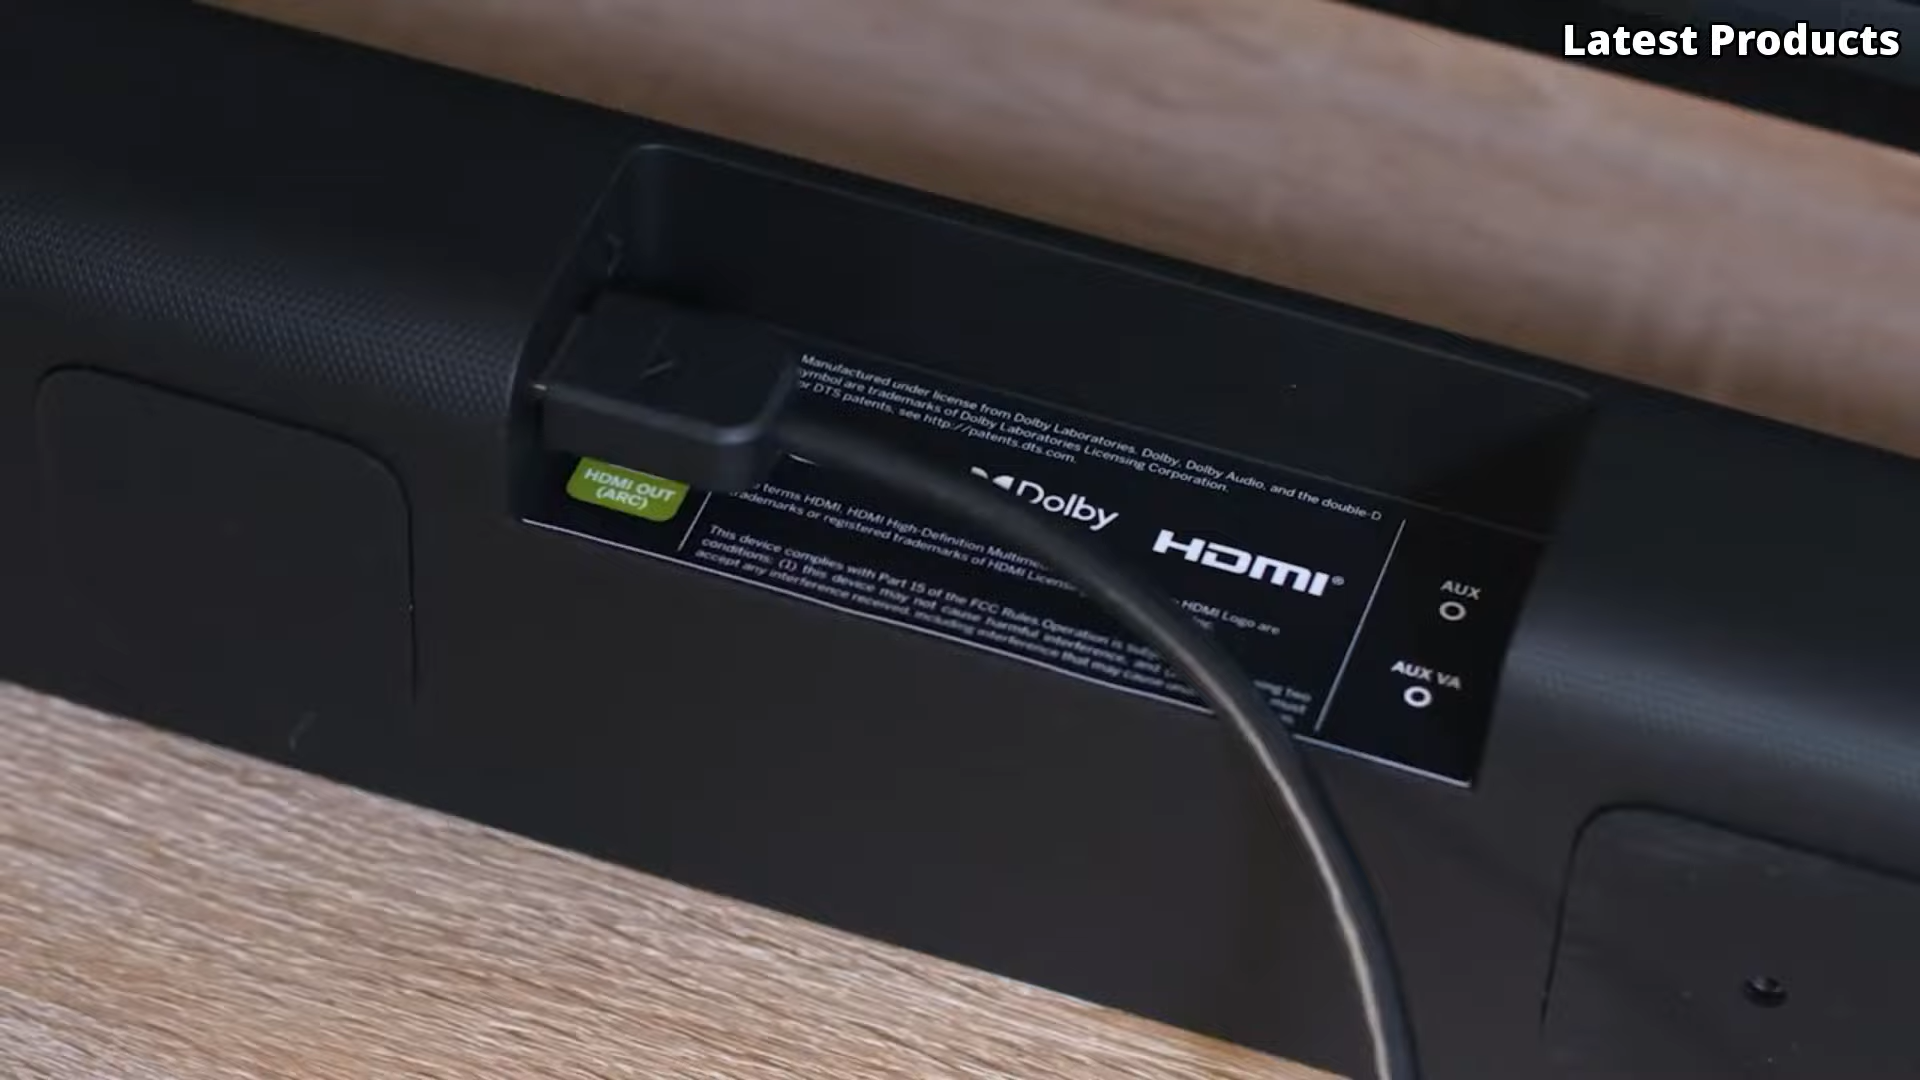 Latest Products
Manufactured under license from Dolby Laboratories. Dolby, Dolby Audio, and the double-D
symbol are trademarks of Dolby Laboratories Licensing Corporation.
or DTS patents, see http://patents.dts.com.
HDMI OUT
(ARC)
Dolby
HDMI®
terms HDMI, HDMI High-Definition HDMI Logo are
trademarks or registered trademarks of HDMI
This device complies with Part 15 of the FCC Rules. Operation is two
conditions: (1) this device may not cause harmful interference, and must
accept any interference received, including interference that may cause
AUX
AUX VA